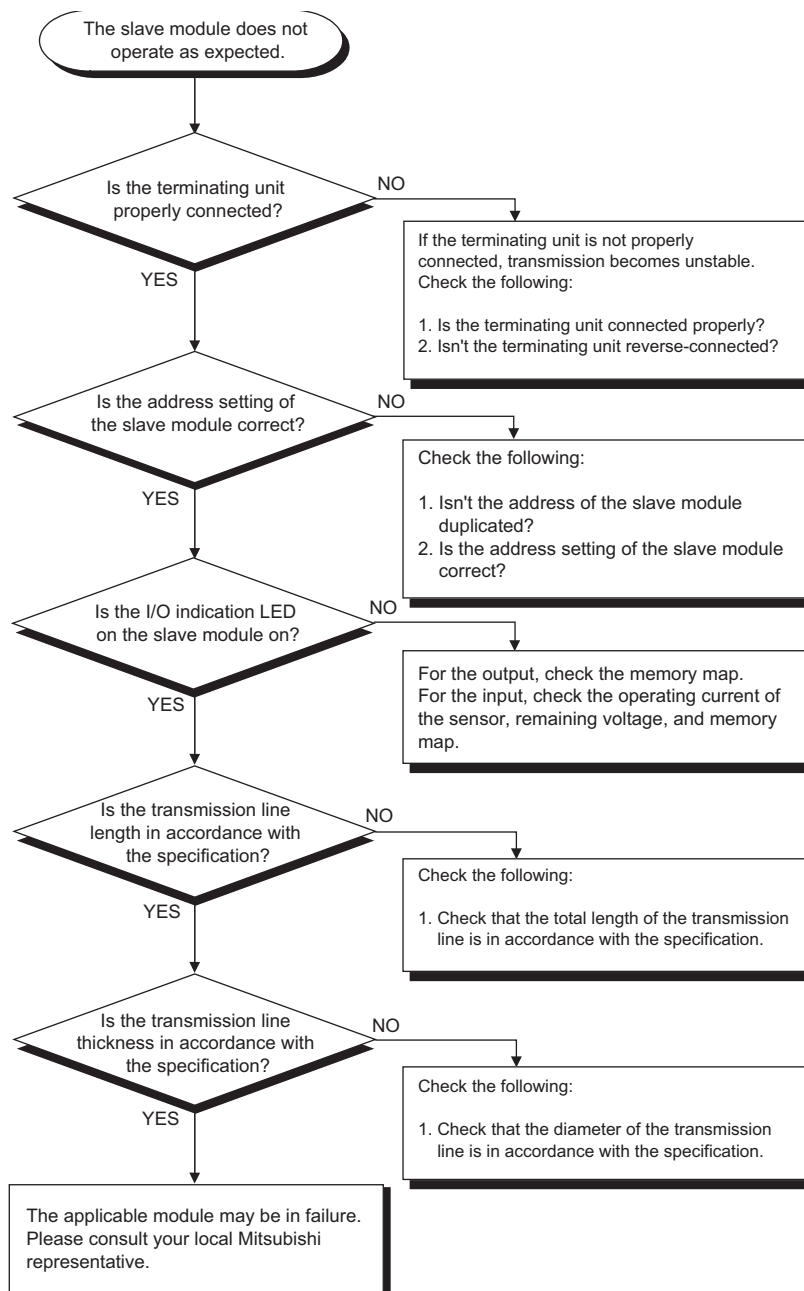 The slave module does not
operate as expected.
Is the terminating unit
properly connected?
NO
If the terminating unit is not properly
connected, transmission becomes unstable.
Check the following:
1. Is the terminating unit connected properly?
2. Isn't the terminating unit reverse-connected?
YES
Is the address setting of
the slave module correct?
NO
Check the following:
1. Isn't the address of the slave module
duplicated?
2. Is the address setting of the slave module
correct?
YES
Is the I/O indication LED
on the slave module on?
NO
For the output, check the memory map.
For the input, check the operating current of
the sensor, remaining voltage, and memory
map.
YES
Is the transmission line
length in accordance with
the specification?
NO
Check the following:
1. Check that the total length of the transmission
line is in accordance with the specification.
YES
Is the transmission line
thickness in accordance with
the specification?
NO
Check the following:
1. Check that the diameter of the transmission
line is in accordance with the specification.
YES
The applicable module may be in failure.
Please consult your local Mitsubishi
representative.